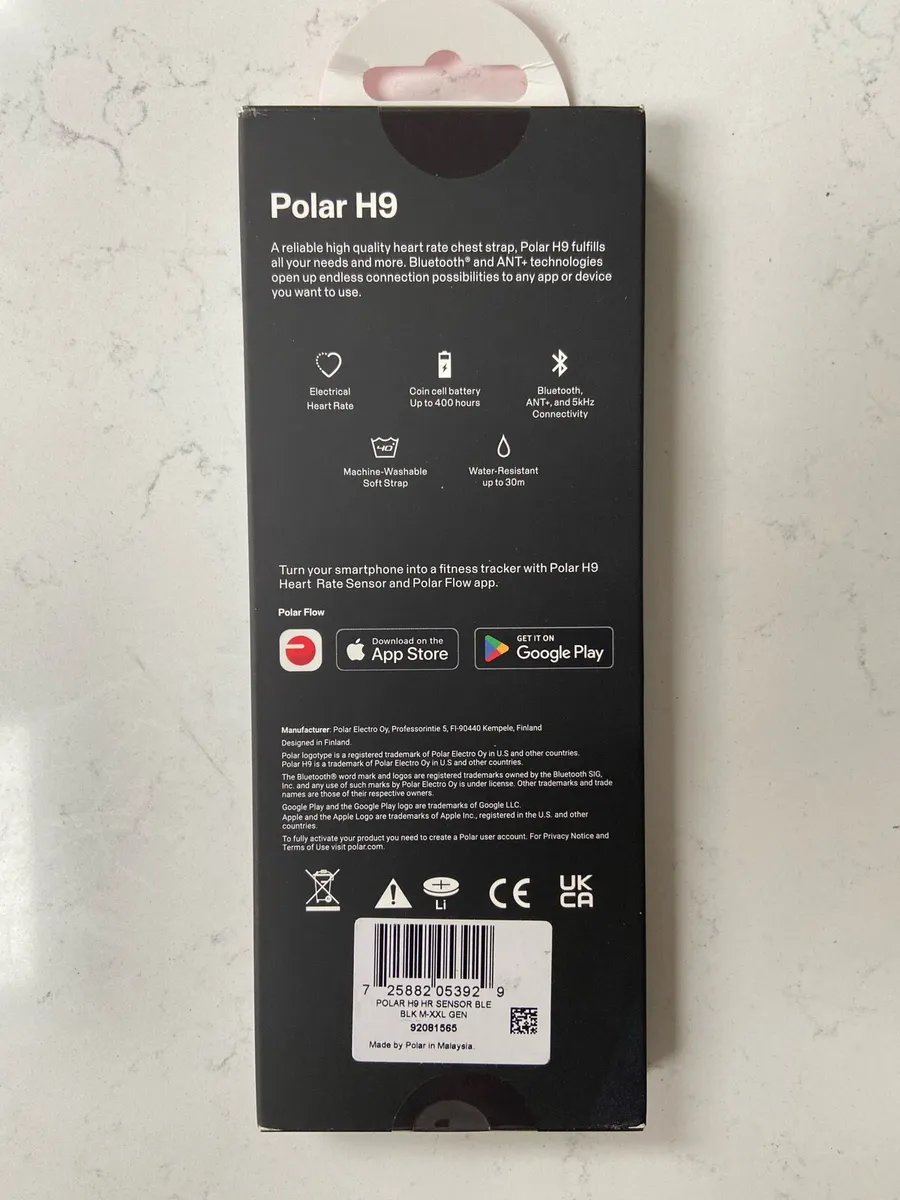 Polar H9
A reliable high quality heart rate chest strap, Polar H9 fulfills
all your needs and more. Bluetooth® and ANT+ technologies
open up endless connection possibilities to any app or device
you want to use.
Electrical
Heart Rate
Coin cell battery
Up to 400 hours
Bluetooth,
ANT+, and 5kHz
Connectivity
40°
Machine-Washable
Soft Strap
Water-Resistant
up to 30m
Turn your smartphone into a fitness tracker with Polar H9
Heart Rate Sensor and Polar Flow app.
Polar Flow
Download on the
App Store
GET IT ON
Google Play
Manufacturer: Polar Electro Oy, Professorintie 5, FI-90440 Kempele, Finland
Designed in Finland.
Polar logotype is a registered trademark of Polar Electro Oy in U.S and other countries.
Polar H9 is a trademark of Polar Electro Oy in U.S and other countries.
The Bluetooth® word mark and logos are registered trademarks owned by the Bluetooth SIG,
Inc. and any use of such marks by Polar Electro Oy is under license. Other trademarks and trade
names are those of their respective owners.
Google Play and the Google Play logo are trademarks of Google LLC.
Apple and the Apple Logo are trademarks of Apple Inc., registered in the U.S. and other
countries.
To fully activate your product you need to create a Polar user account. For Privacy Notice and
Terms of Use visit polar.com.
Li
CE
UK
CA
7 25882 05392 9
POLAR H9 HR SENSOR BLE
BLK M-XXL GEN
92081565
Made by Polar in Malaysia.